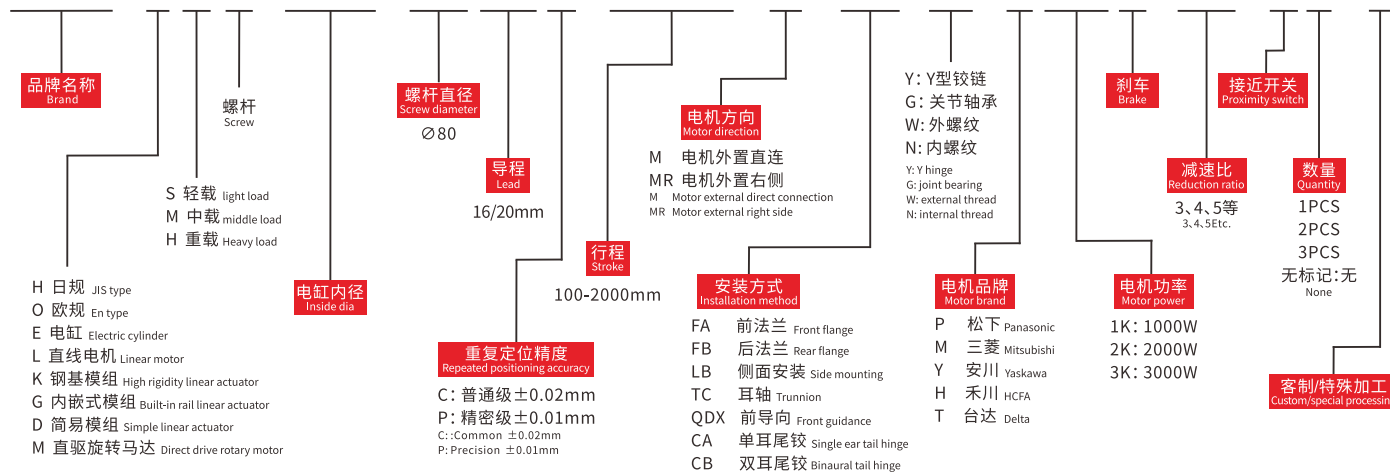 品牌名称
Brand
H 日规 JIS type
O 欧规 En type
E 电缸 Electric cylinder
L 直线电机 Linear motor
K 钢基模组 High rigidity linear actuator
G 内嵌式模组 Built-in rail linear actuator
D 简易模组 Simple linear actuator
M 直驱旋转马达 Direct drive rotary motor
S 轻载 light load
M 中载 middle load
H 重载 Heavy load
螺杆
Screw
电缸内径
Inside dia
螺杆直径
Screw diameter
∅80
导程
Lead
16/20mm
重复定位精度
Repeated positioning accuracy
C: 普通级±0.02mm
P: 精密级±0.01mm
C::Common ±0.02mm
P: Precision ±0.01mm
行程
Stroke
100-2000mm
电机方向
Motor direction
M 电机外置直连
MR 电机外置右侧
M Motor external direct connection
MR Motor external right side
安装方式
Installation method
FA 前法兰 Front flange
FB 后法兰 Rear flange
LB 侧面安装 Side mounting
TC 耳轴 Trunnion
QDX 前导向 Front guidance
CA 单耳尾铰 Single ear tail hinge
CB 双耳尾铰 Binaural tail hinge
Y: Y型铰链
G: 关节轴承
W: 外螺纹
N: 内螺纹
Y: Y hinge
G: joint bearing
W: external thread
N: internal thread
电机品牌
Motor brand
P 松下 Panasonic
M 三菱 Mitsubishi
Y 安川 Yaskawa
H 禾川 HCFA
T 台达 Delta
电机功率
Motor power
1K: 1000W
2K: 2000W
3K: 3000W
刹车
Brake
减速比
Reduction ratio
3、4、5等
3、4、5Etc.
接近开关
Proximity switch
数量
Quantity
1PCS
2PCS
3PCS
无标记:无
None
客制/特殊加工
Custom/special processing